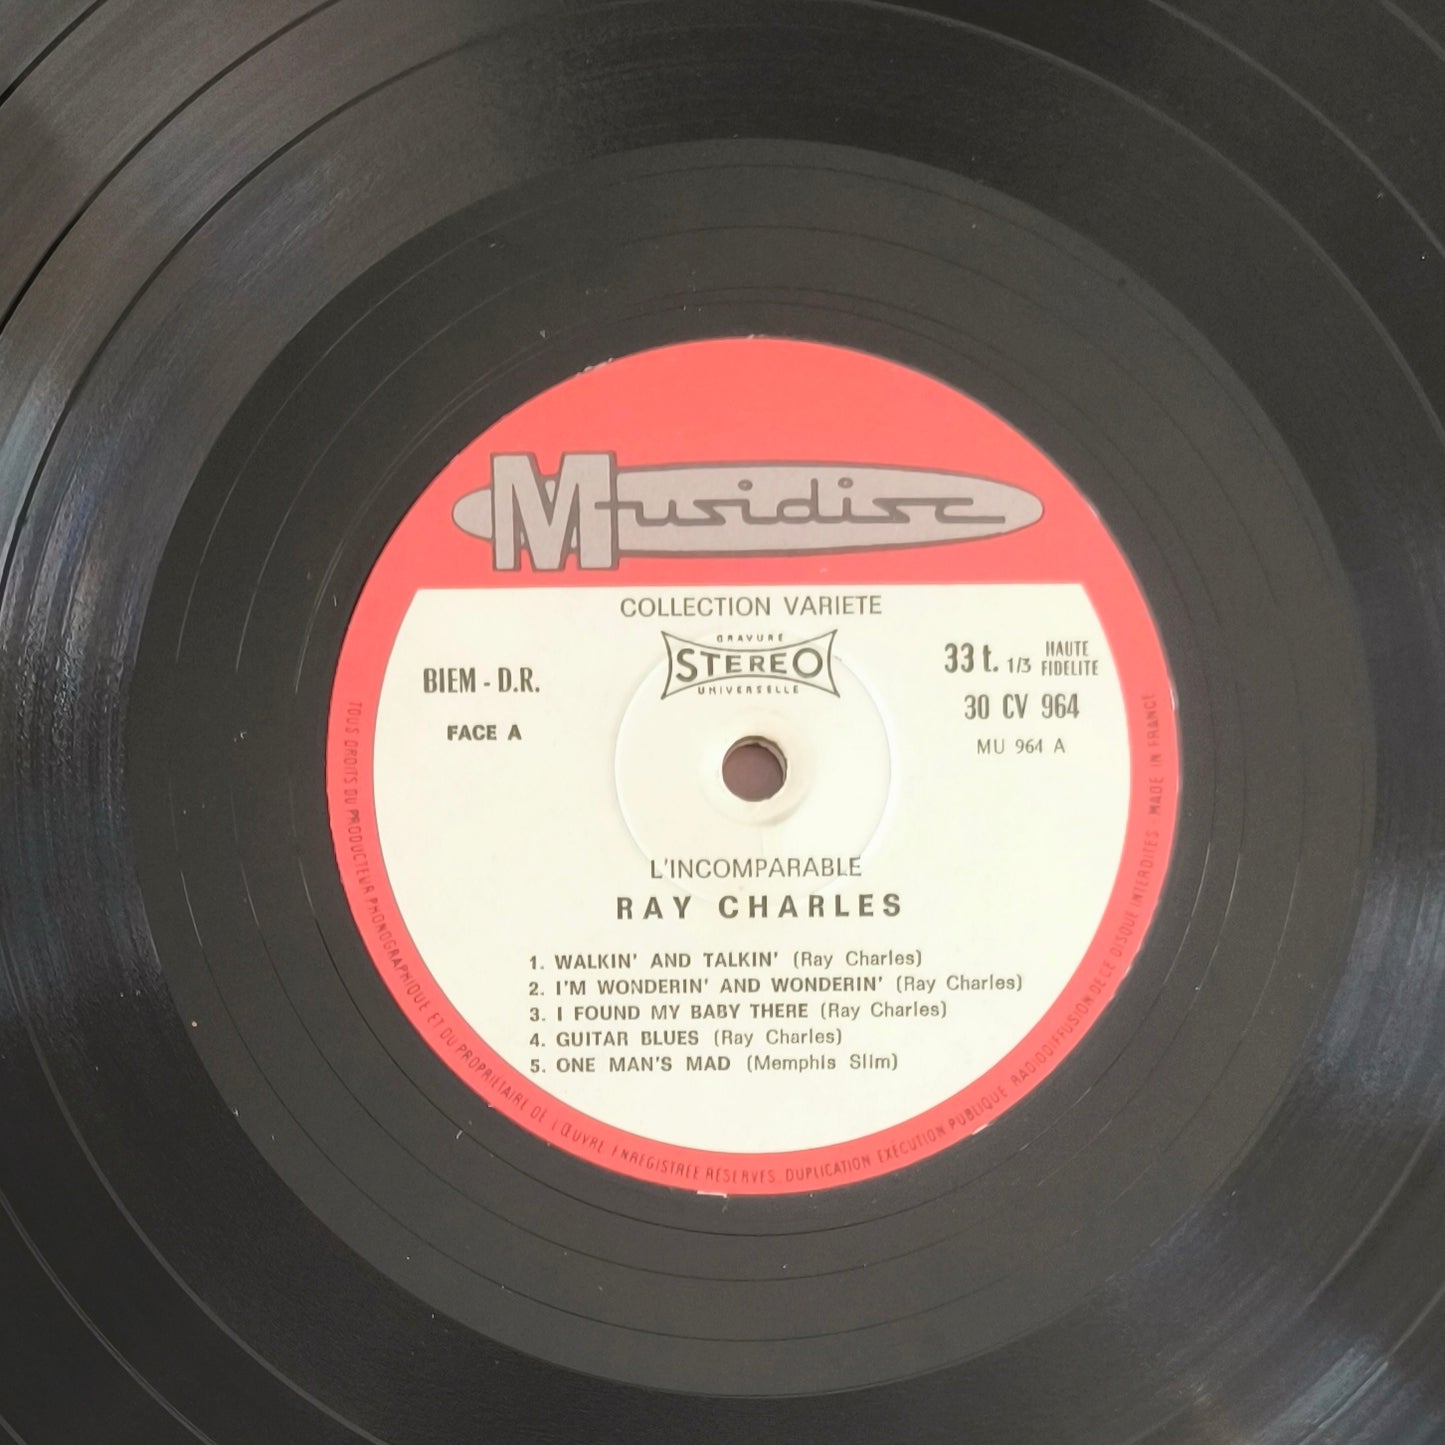 Musidisc
COLLECTION VARIETE
GRAVURE
STEREO
UNIVERSELLE
BIEM - D.R.
FACE A
33 t. 1/3 HAUTE FIDELITE
30 CV 964
MU 964 A
L'INCOMPARABLE
RAY CHARLES
1. WALKIN' AND TALKIN' (Ray Charles)
2. I'M WONDERIN' AND WONDERIN' (Ray Charles)
3. I FOUND MY BABY THERE (Ray Charles)
4. GUITAR BLUES (Ray Charles)
5. ONE MAN'S MAD (Memphis Slim)
TOUS DROITS DU PRODUCTEUR PHONOGRAPHIQUE ET DU PROPRIETAIRE DE L'ŒUVRE ENREGISTREE RÉSERVES. DUPLICATION EXÉCUTION PUBLIQUE RADIODIFFUSION DE CE DISQUE INTERDITES. MADE IN FRANCE